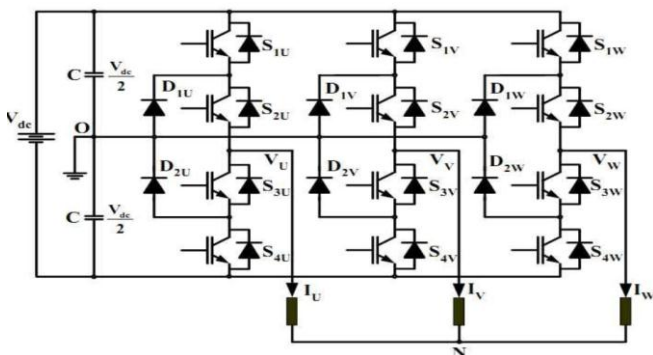 S1U
S1V
S1W
C Vdc/2
D1U
D1V
D1W
Vdc
S2U
S2V
S2W
O
VU
VV
VW
D2U
D2V
D2W
S3U
S3V
S3W
C Vdc/2
S4U
S4V
S4W
IU
IV
IW
N